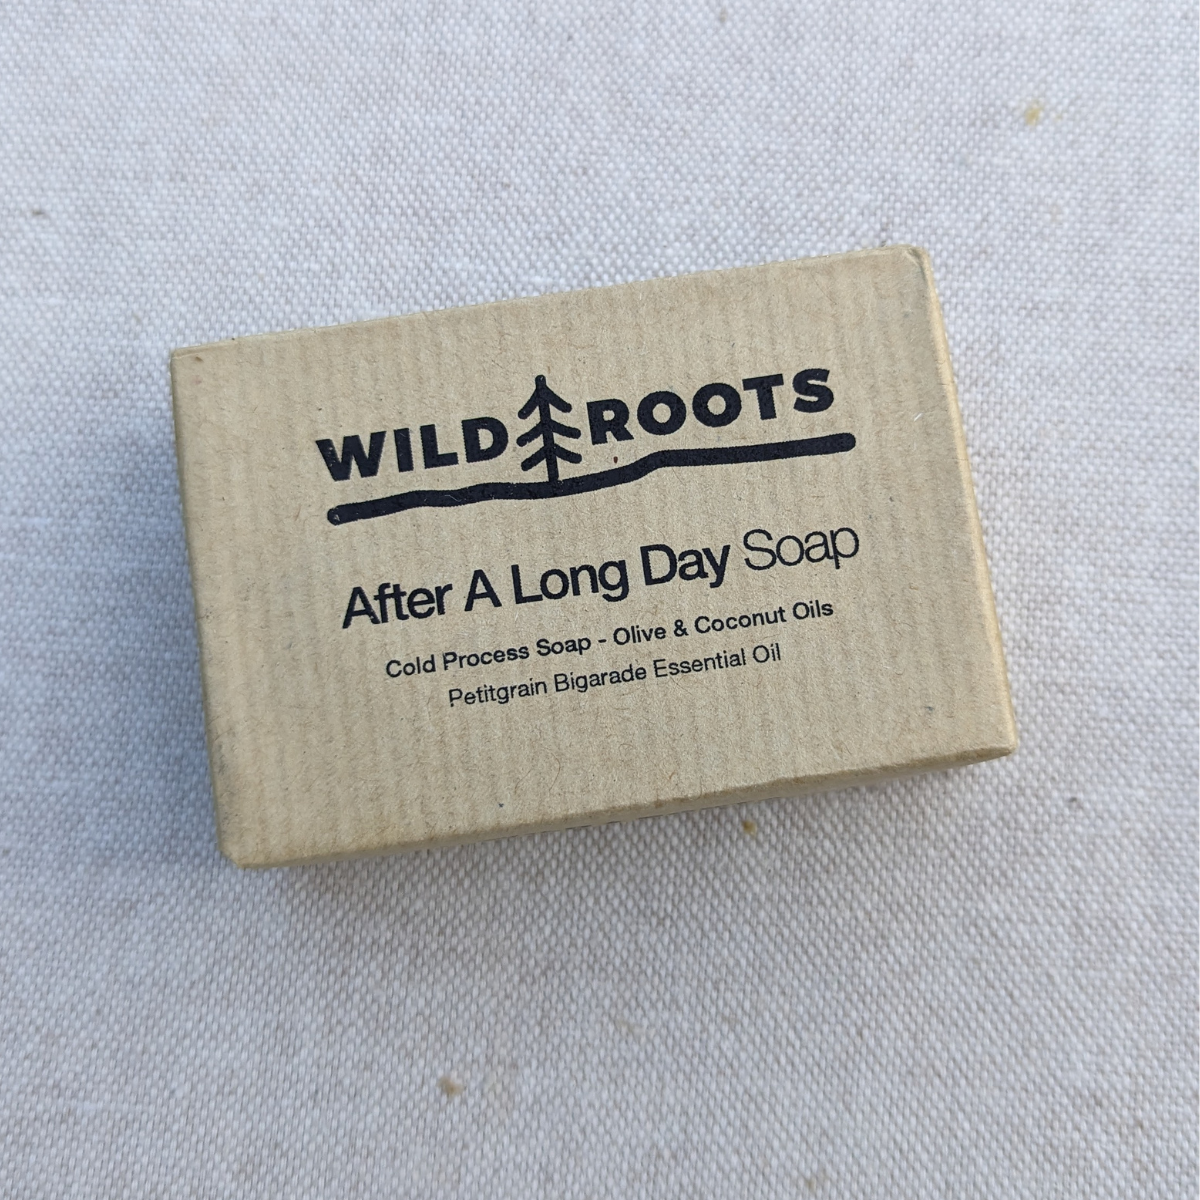 WILD ROOTS
After A Long Day Soap
Cold Process Soap - Olive & Coconut Oils
Petitgrain Bigarade Essential Oil